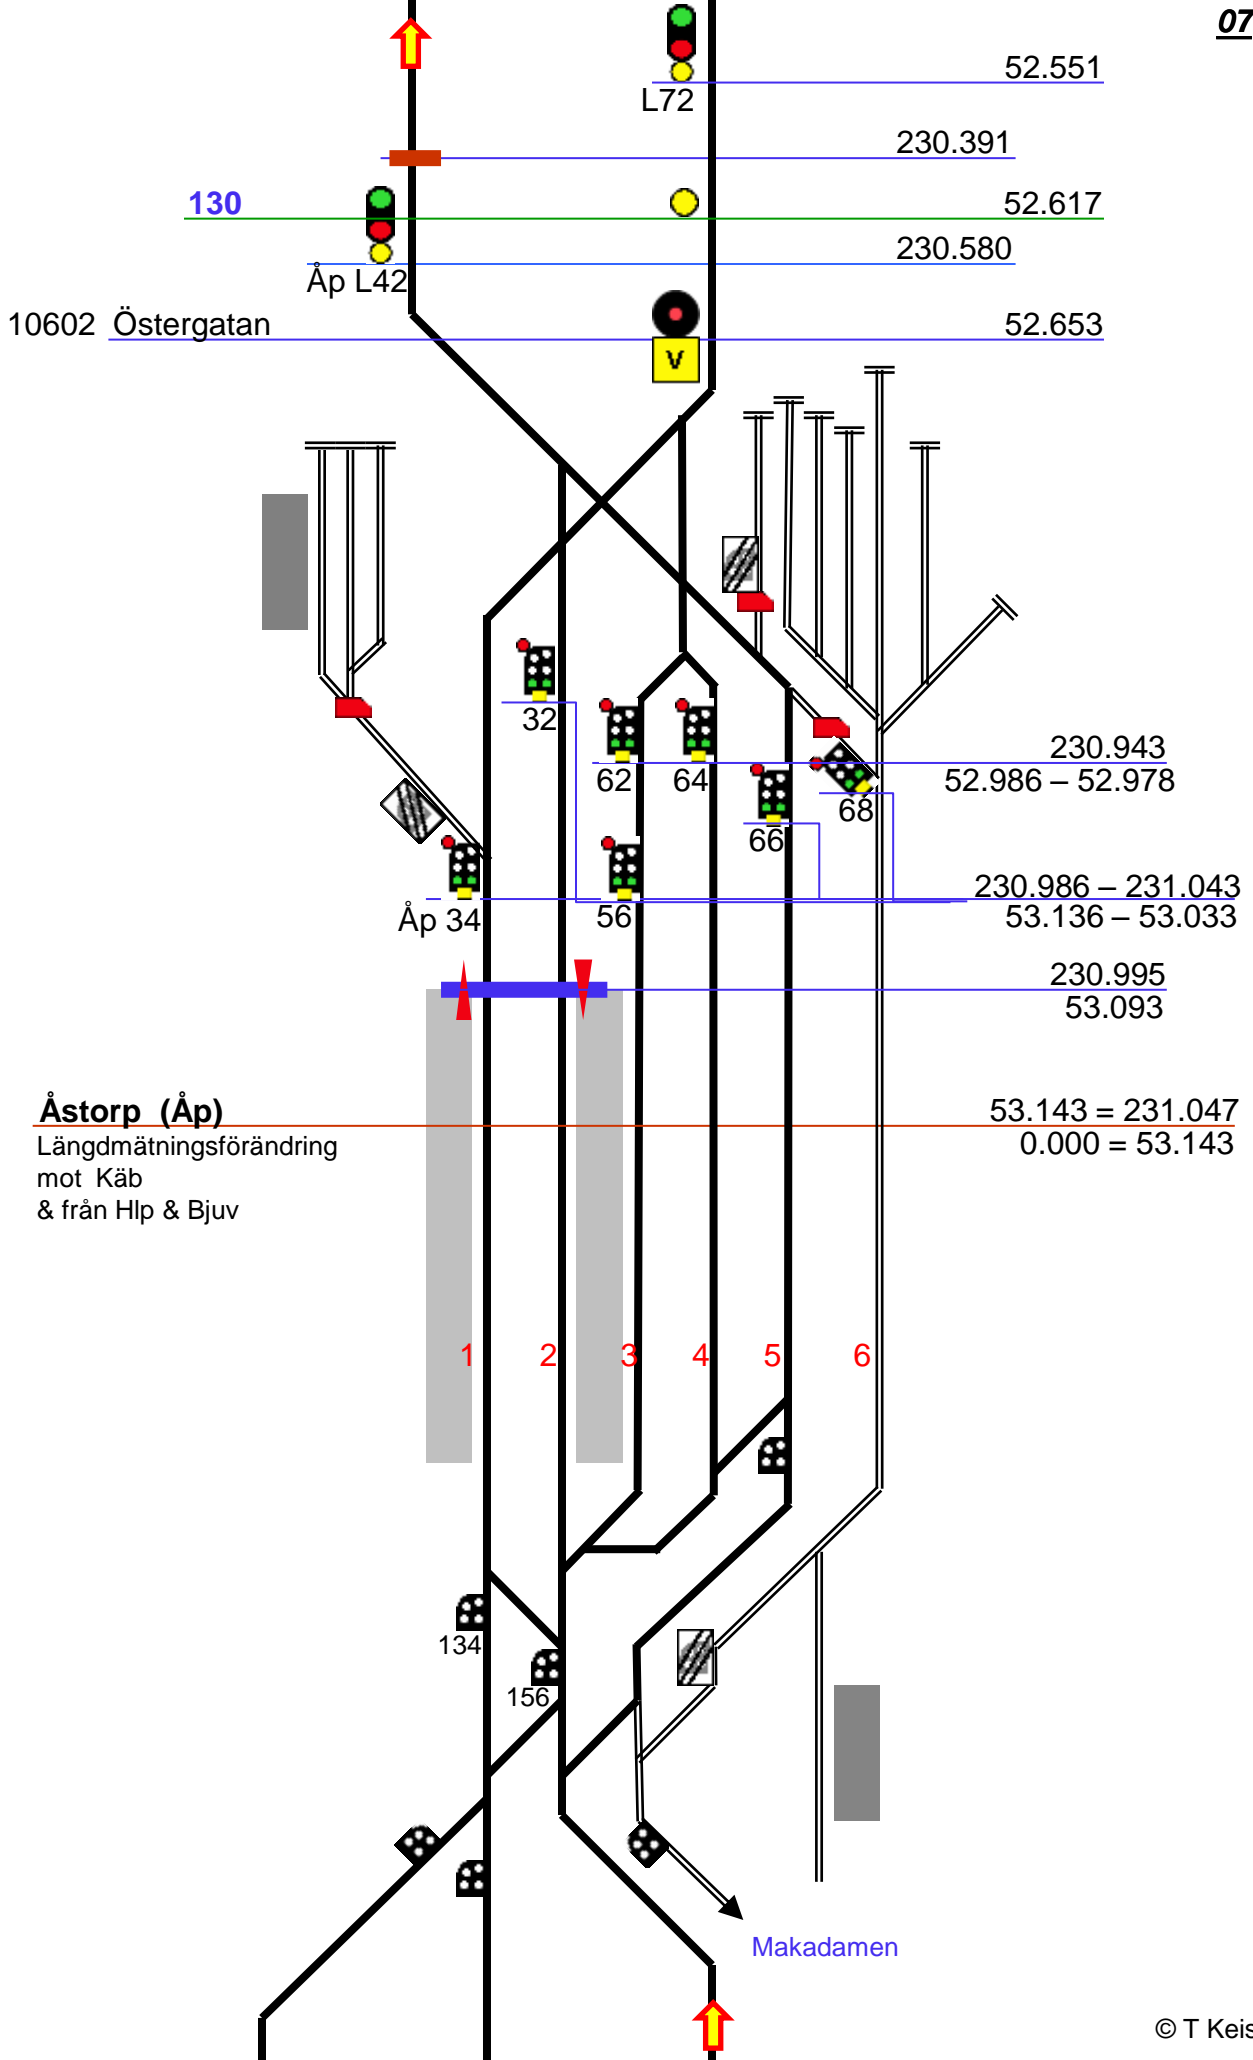 07
52.551
L72
230.391
130
52.617
230.580
Åp L42
10602 Östergatan
52.653
V
32
62
64
66
68
230.943
52.986 – 52.978
Åp 34
56
230.986 – 231.043
53.136 – 53.033
230.995
53.093
Åstorp (Åp)
53.143 = 231.047
Längdmätningsförändring
0.000 = 53.143
mot Käb
& från Hlp & Bjuv
1 2 3 4 5 6
134
156
Makadamen
© T Keis